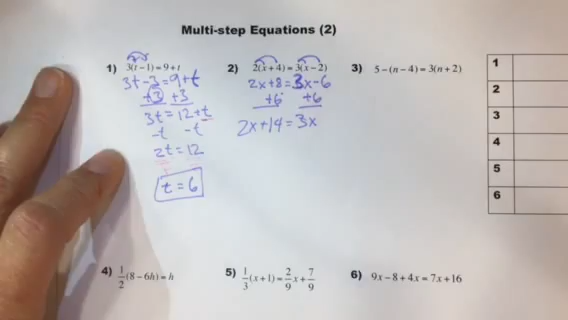 Multi-step Equations (2)
1) 3(t−1)=9+t
3t-3=9+t
+3 +3
3t=12+t
-t -t
2t=12
t=6
2) 2(x+4)=3(x−2)
2x+8=3x-6
+6 +6
2x+14=3x
3) 5−(n−4)=3(n+2)
1
2
3
4
5
6
4) 1/2(8−6h)=h
5) 1/3(x+1)=2/9x+7/9
6) 9x−8+4x=7x+16